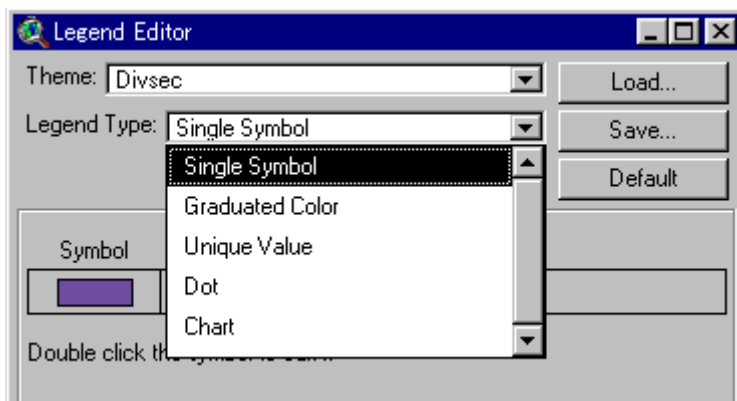 Legend Editor
Theme: Divsec
Load...
Legend Type: Single Symbol
Save...
Single Symbol
Default
Graduated Color
Unique Value
Symbol
Dot
Chart
Double click